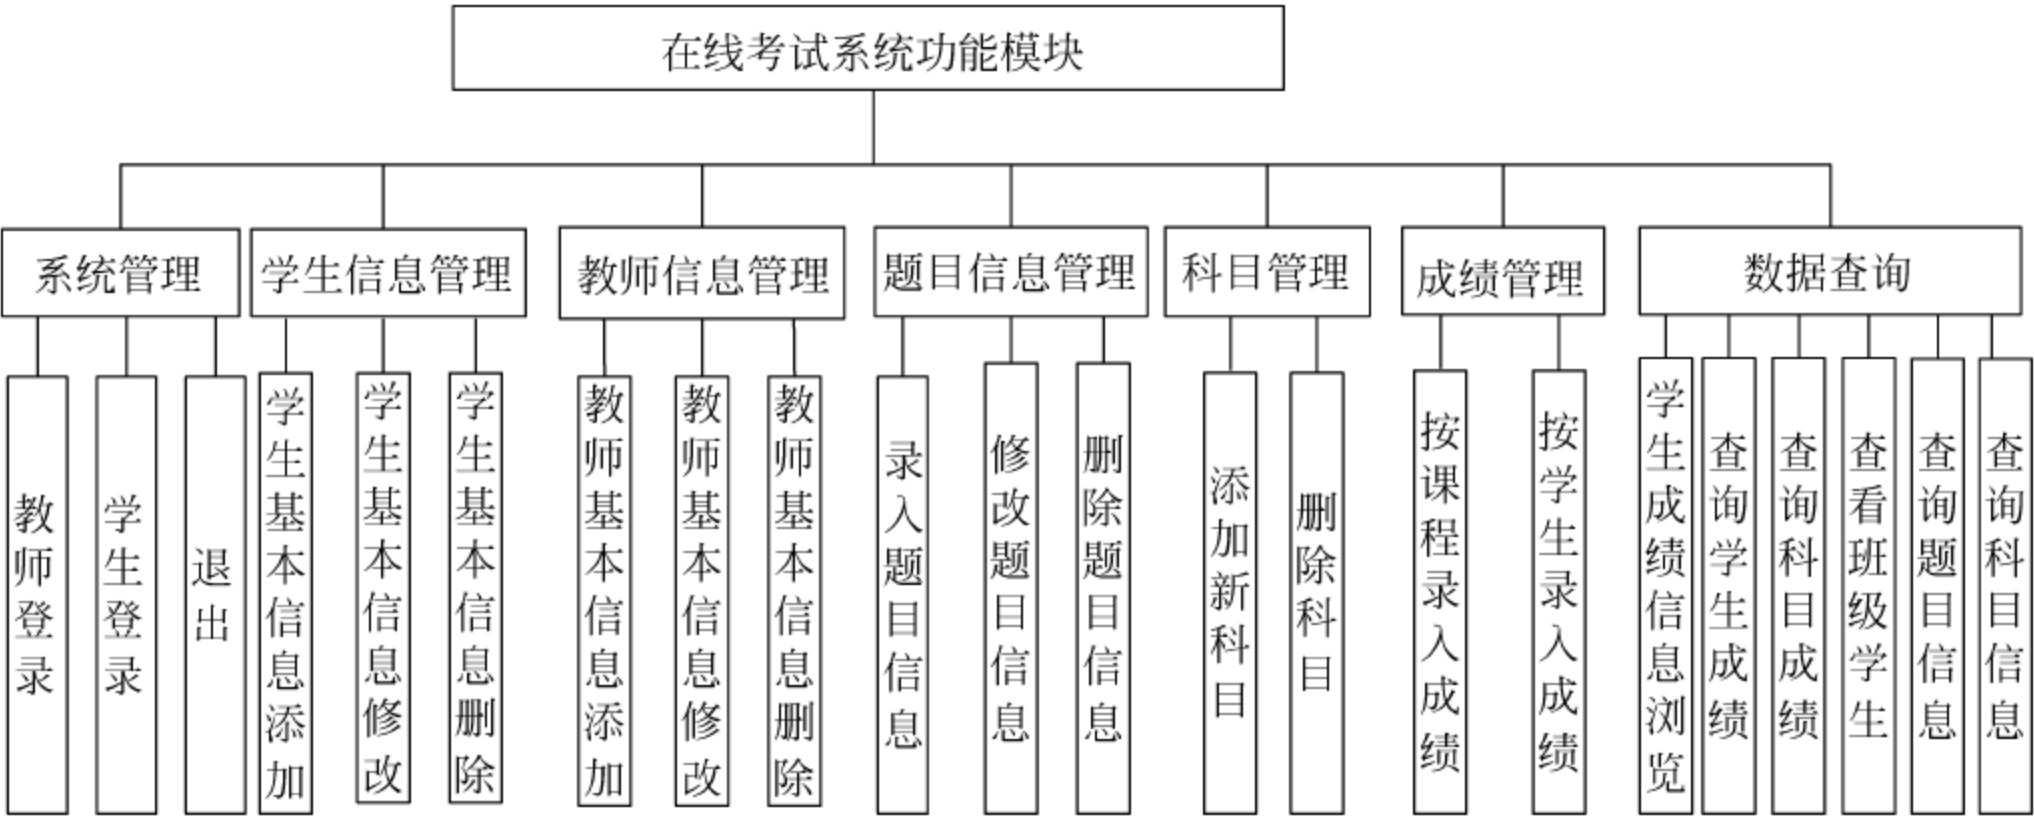 在线考试系统功能模块
系统管理
学生信息管理
教师信息管理
题目信息管理
科目管理
成绩管理
数据查询
教师登录
学生登录
退出
学生基本信息添加
学生基本信息修改
学生基本信息删除
教师基本信息添加
教师基本信息修改
教师基本信息删除
录入题目信息
修改题目信息
删除题目信息
添加新科目
删除科目
按课程录入成绩
按学生录入成绩
学生成绩信息浏览
查询学生成绩
查询科目成绩
查看班级学生
查询题目信息
查询科目信息